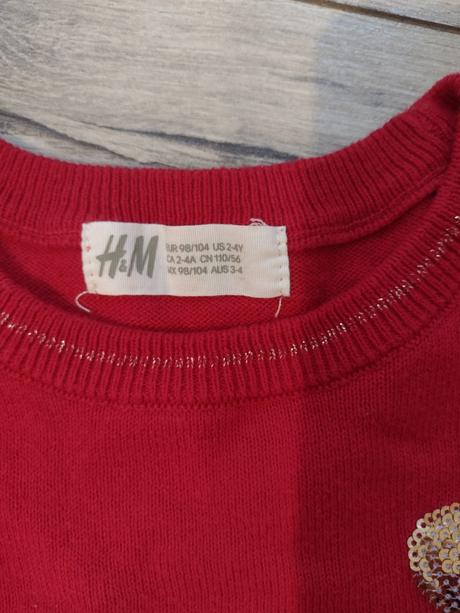 H&M
EUR 98/104 US 2-4Y
CA 2-4A CN 110/56
MX 98/104 AUS 3-4